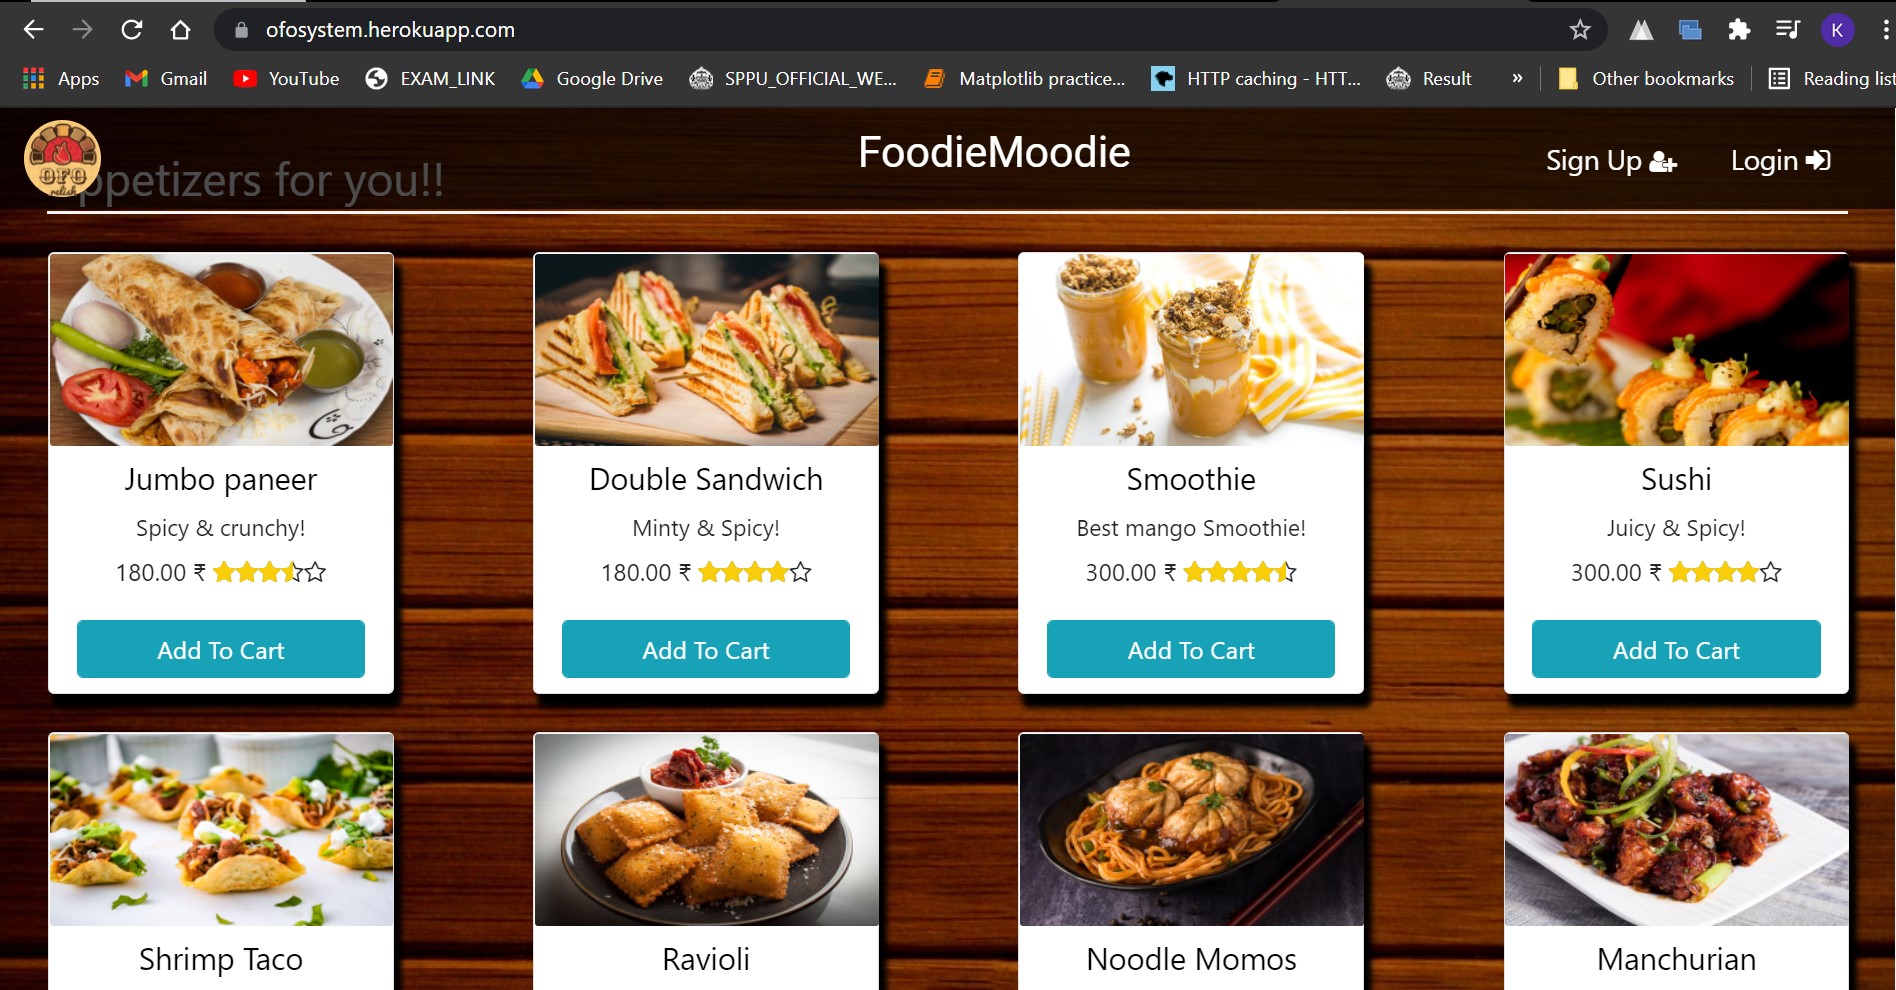 ofosystem.herokuapp.com
K
Apps
Gmail
YouTube
EXAM_LINK
Google Drive
SPPU_OFFICIAL_WE...
Matplotlib practice...
HTTP caching - HTT...
Result
»
Other bookmarks
Reading list
OFO
relish
ppetizers for you!!
FoodieMoodie
Sign Up
Login
Jumbo paneer
Spicy & crunchy!
180.00 ₹
Add To Cart
Double Sandwich
Minty & Spicy!
180.00 ₹
Add To Cart
Smoothie
Best mango Smoothie!
300.00 ₹
Add To Cart
Sushi
Juicy & Spicy!
300.00 ₹
Add To Cart
Shrimp Taco
Ravioli
Noodle Momos
Manchurian